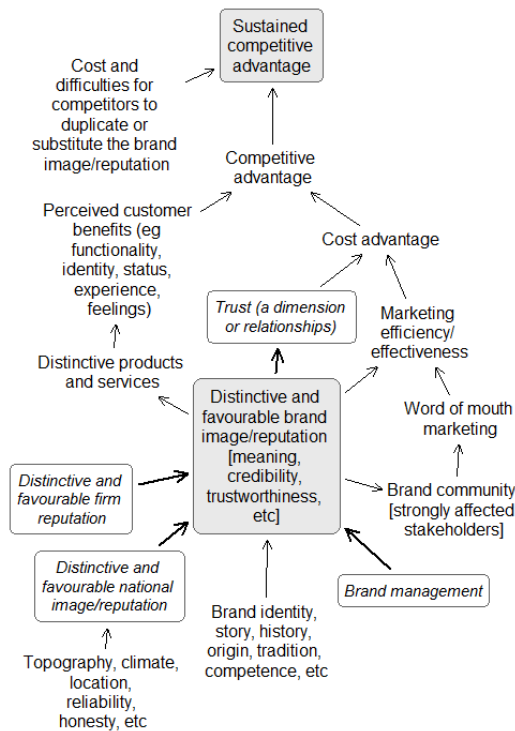 Sustained
competitive
advantage
Cost and
difficulties for
competitors to
duplicate or
substitute the brand
image/reputation
Competitive
advantage
Perceived customer
benefits (eg
functionality,
identity, status,
experience,
feelings)
Cost advantage
Trust (a dimension
or relationships)
Marketing
efficiency/
effectiveness
Distinctive products
and services
Distinctive and
favourable brand
image/reputation
[meaning,
credibility,
trustworthiness,
etc]
Word of mouth
marketing
Distinctive and
favourable firm
reputation
Brand community
[strongly affected
stakeholders]
Distinctive and
favourable national
image/reputation
Brand management
Brand identity,
story, history,
origin, tradition,
competence, etc
Topography, climate,
location,
reliability,
honesty, etc